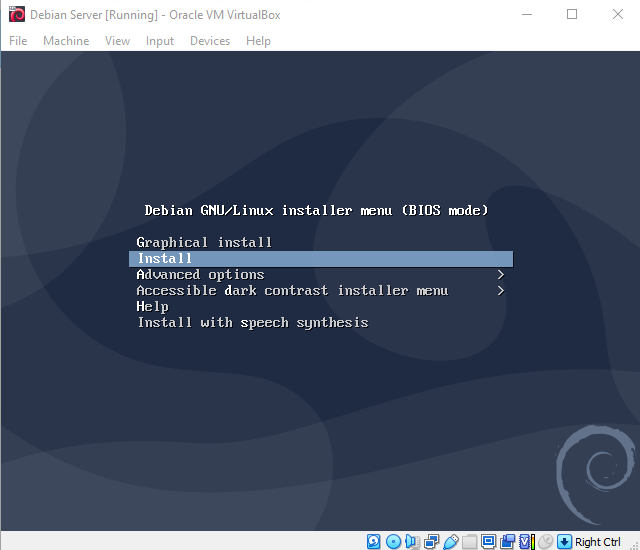 Debian Server [Running] - Oracle VM VirtualBox
File Machine View Input Devices Help
Debian GNU/Linux installer menu (BIOS mode)
Graphical install
Install
Advanced options >
Accessible dark contrast installer menu >
Help
Install with speech synthesis
Right Ctrl